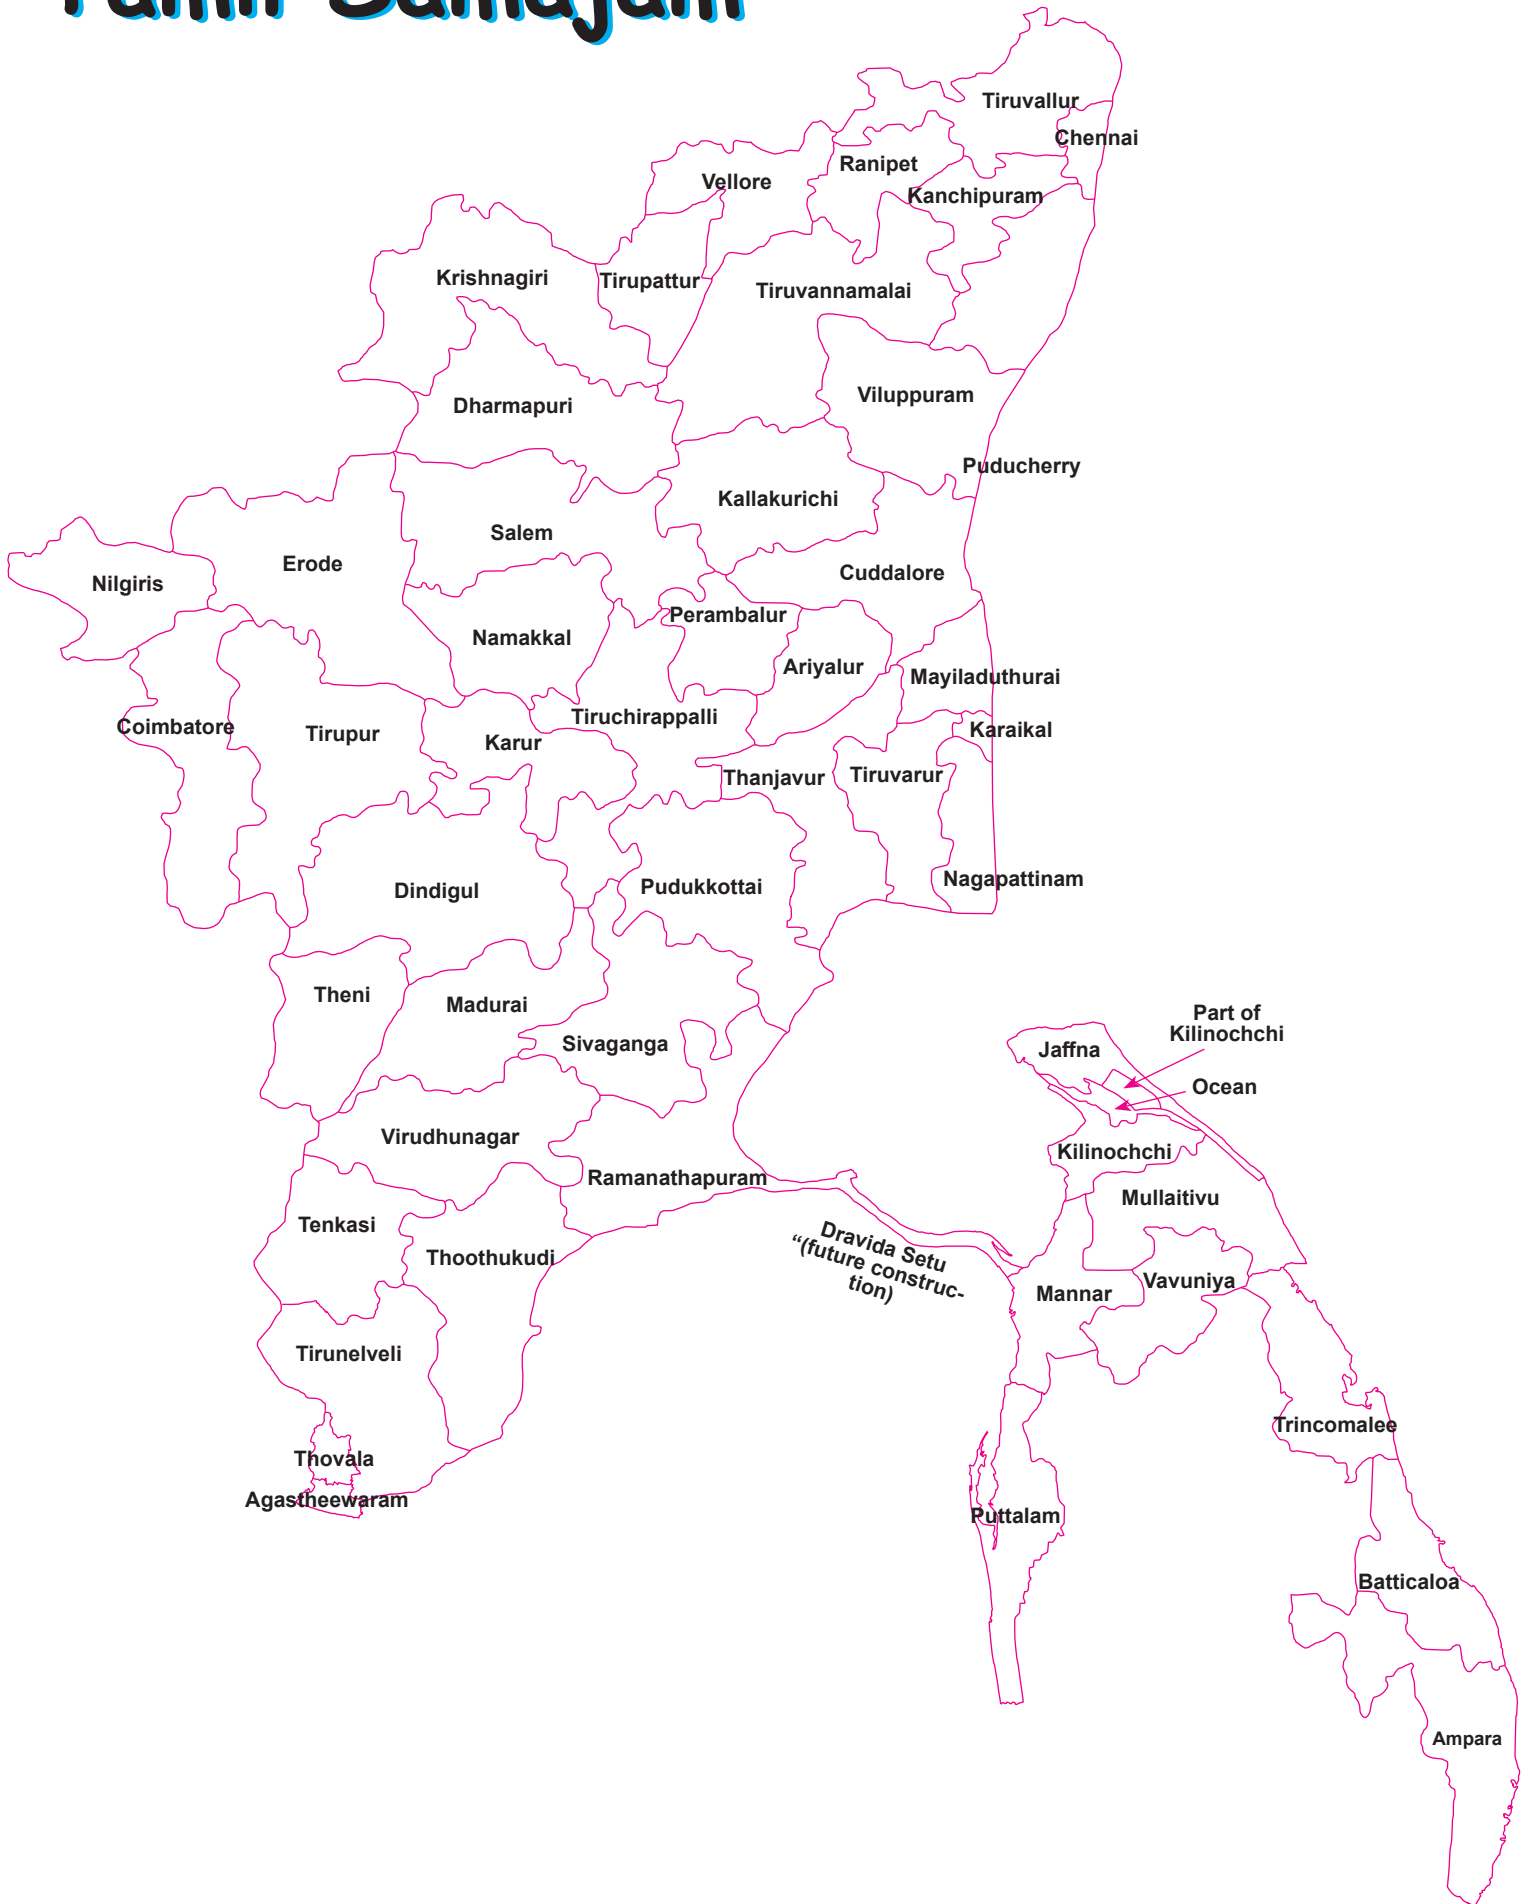 Tamil Samajam
Tiruvallur
Chennai
Ranipet
Vellore
Kanchipuram
Krishnagiri
Tirupattur
Tiruvannamalai
Viluppuram
Dharmapuri
Puducherry
Kallakurichi
Salem
Erode
Cuddalore
Nilgiris
Perambalur
Namakkal
Ariyalur
Mayiladuthurai
Tiruchirappalli
Coimbatore
Karaikal
Tirupur
Karur
Thanjavur
Tiruvarur
Nagapattinam
Pudukkottai
Dindigul
Theni
Madurai
Sivaganga
Part of
Kilinochchi
Jaffna
Ocean
Virudhunagar
Kilinochchi
Ramanathapuram
Mullaitivu
Tenkasi
Dravida Setu
“(future construc-
tion)
Thoothukudi
Vavuniya
Mannar
Tirunelveli
Trincomalee
Thovala
Agastheewaram
Puttalam
Batticaloa
Ampara